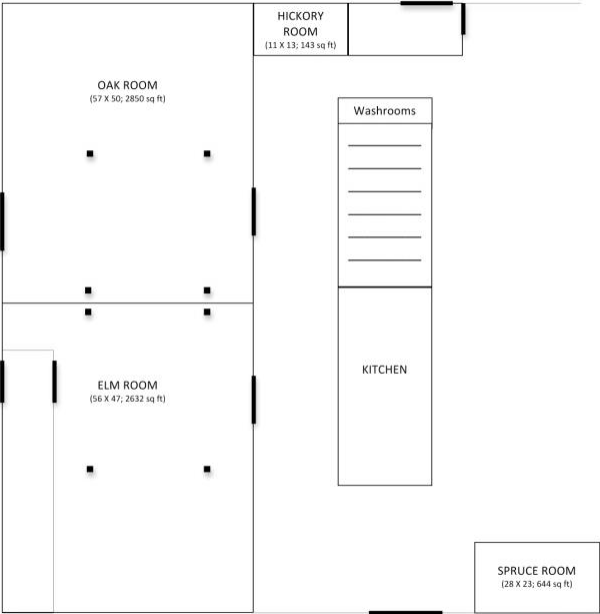 HICKORY
ROOM
(11 X 13; 143 sq ft)
OAK ROOM
(57 X 50; 2850 sq ft)
Washrooms
KITCHEN
ELM ROOM
(56 X 47; 2632 sq ft)
SPRUCE ROOM
(28 X 23; 644 sq ft)